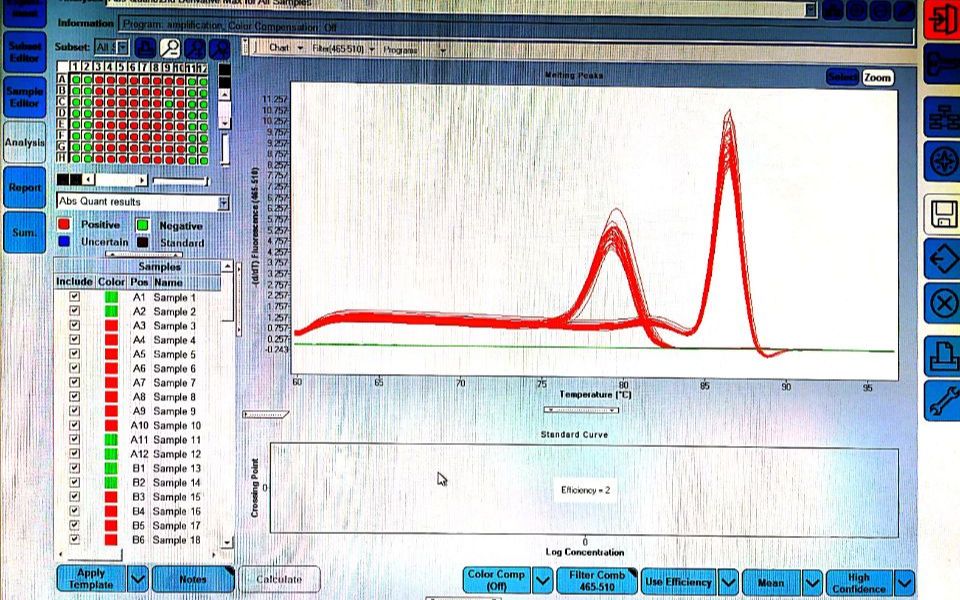 Abs Quant/2nd Derivative Max for All Samples
Information
Program: amplification, Color Compensation: Off
Subset:
Chart
Filter(465-510)
Programs
Subset Editor
Sample Editor
Analysis
Report
Sum.
1 2 3 4 5 6 7 8 9 10 11 12
A
B
C
D
E
F
G
H
Abs Quant results
Positive
Negative
Uncertain
Standard
Samples
Include Color Pos Name
A1 Sample 1
A2 Sample 2
A3 Sample 3
A4 Sample 4
A5 Sample 5
A6 Sample 6
A7 Sample 7
A8 Sample 8
A9 Sample 9
A10 Sample 10
A11 Sample 11
A12 Sample 12
B1 Sample 13
B2 Sample 14
B3 Sample 15
B4 Sample 16
B5 Sample 17
B6 Sample 18
Apply Template
Notes
Calculate
Melting Peaks
Select
Zoom
-(d/dT) Fluorescence (465-510)
11.257
10.757
10.257
9.757
9.257
8.757
8.257
7.757
7.257
6.757
6.257
5.757
5.257
4.757
4.257
3.757
3.257
2.757
2.257
1.757
1.257
0.757
0.257
-0.243
60 65 70 75 80 85 90 95
Temperature (°C)
Standard Curve
Crossing Point
0
Efficiency = 2
0
Log Concentration
Color Comp (Off)
Filter Comb 465-510
Use Efficiency
Mean
High Confidence